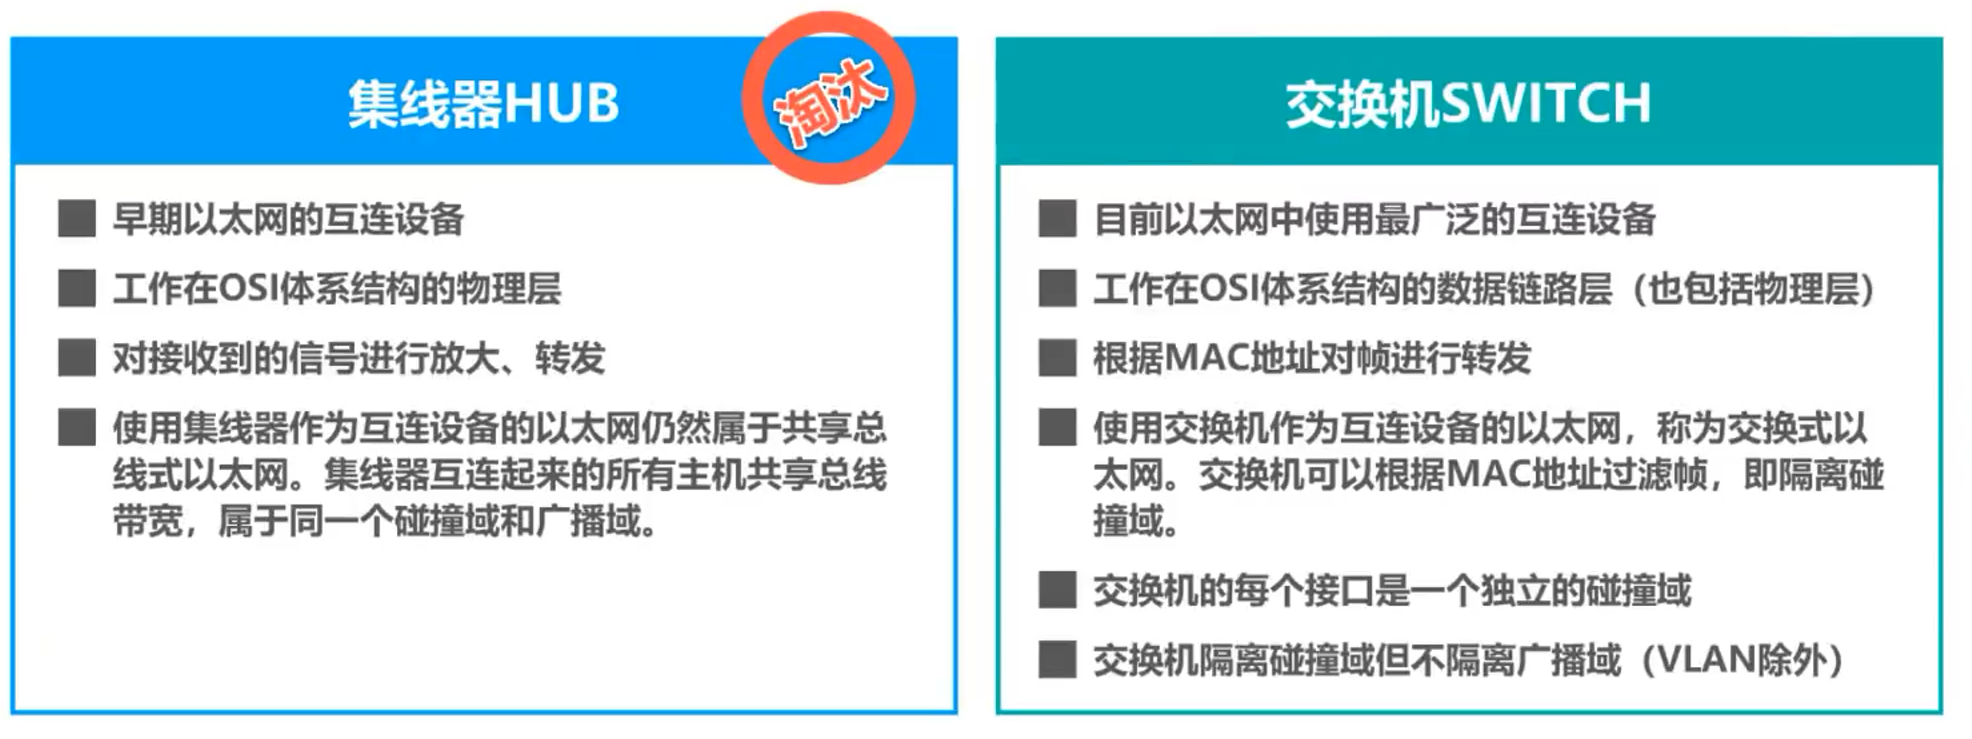 集线器HUB
淘汰
早期以太网的互连设备
工作在OSI体系结构的物理层
对接收到的信号进行放大、转发
使用集线器作为互连设备的以太网仍然属于共享总
线式以太网。集线器互连起来的所有主机共享总线
带宽，属于同一个碰撞域和广播域。
交换机SWITCH
目前以太网中使用最广泛的互连设备
工作在OSI体系结构的数据链路层（也包括物理层）
根据MAC地址对帧进行转发
使用交换机作为互连设备的以太网，称为交换式以
太网。交换机可以根据MAC地址过滤帧，即隔离碰
撞域。
交换机的每个接口是一个独立的碰撞域
交换机隔离碰撞域但不隔离广播域（VLAN除外）